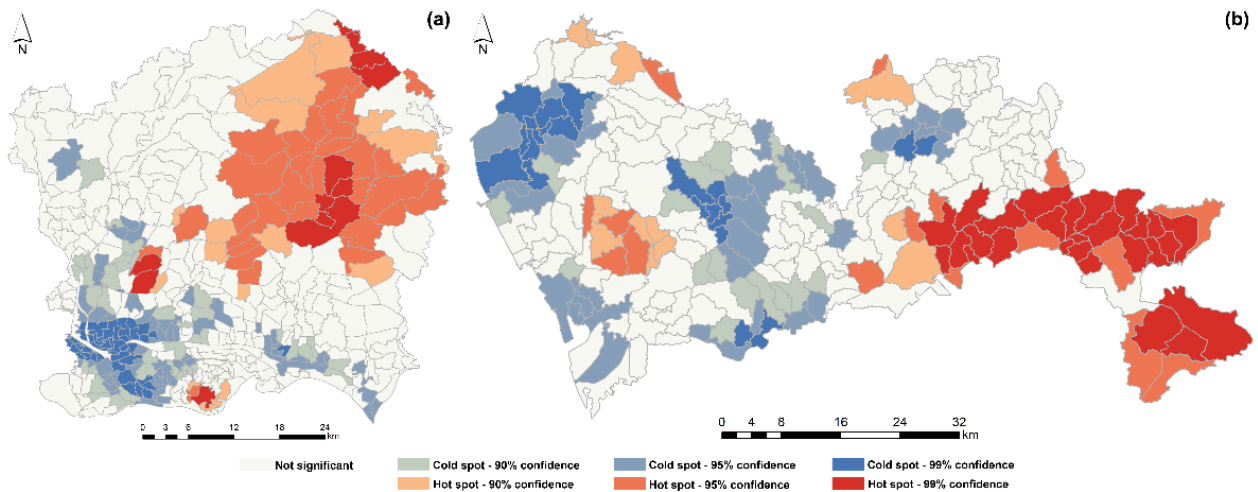 (a)
(b)
N
N
0 3 6 12 18 24
km
0 4 8 16 24 32
km
Not significant
Cold spot - 90% confidence
Cold spot - 95% confidence
Cold spot - 99% confidence
Hot spot - 90% confidence
Hot spot - 95% confidence
Hot spot - 99% confidence